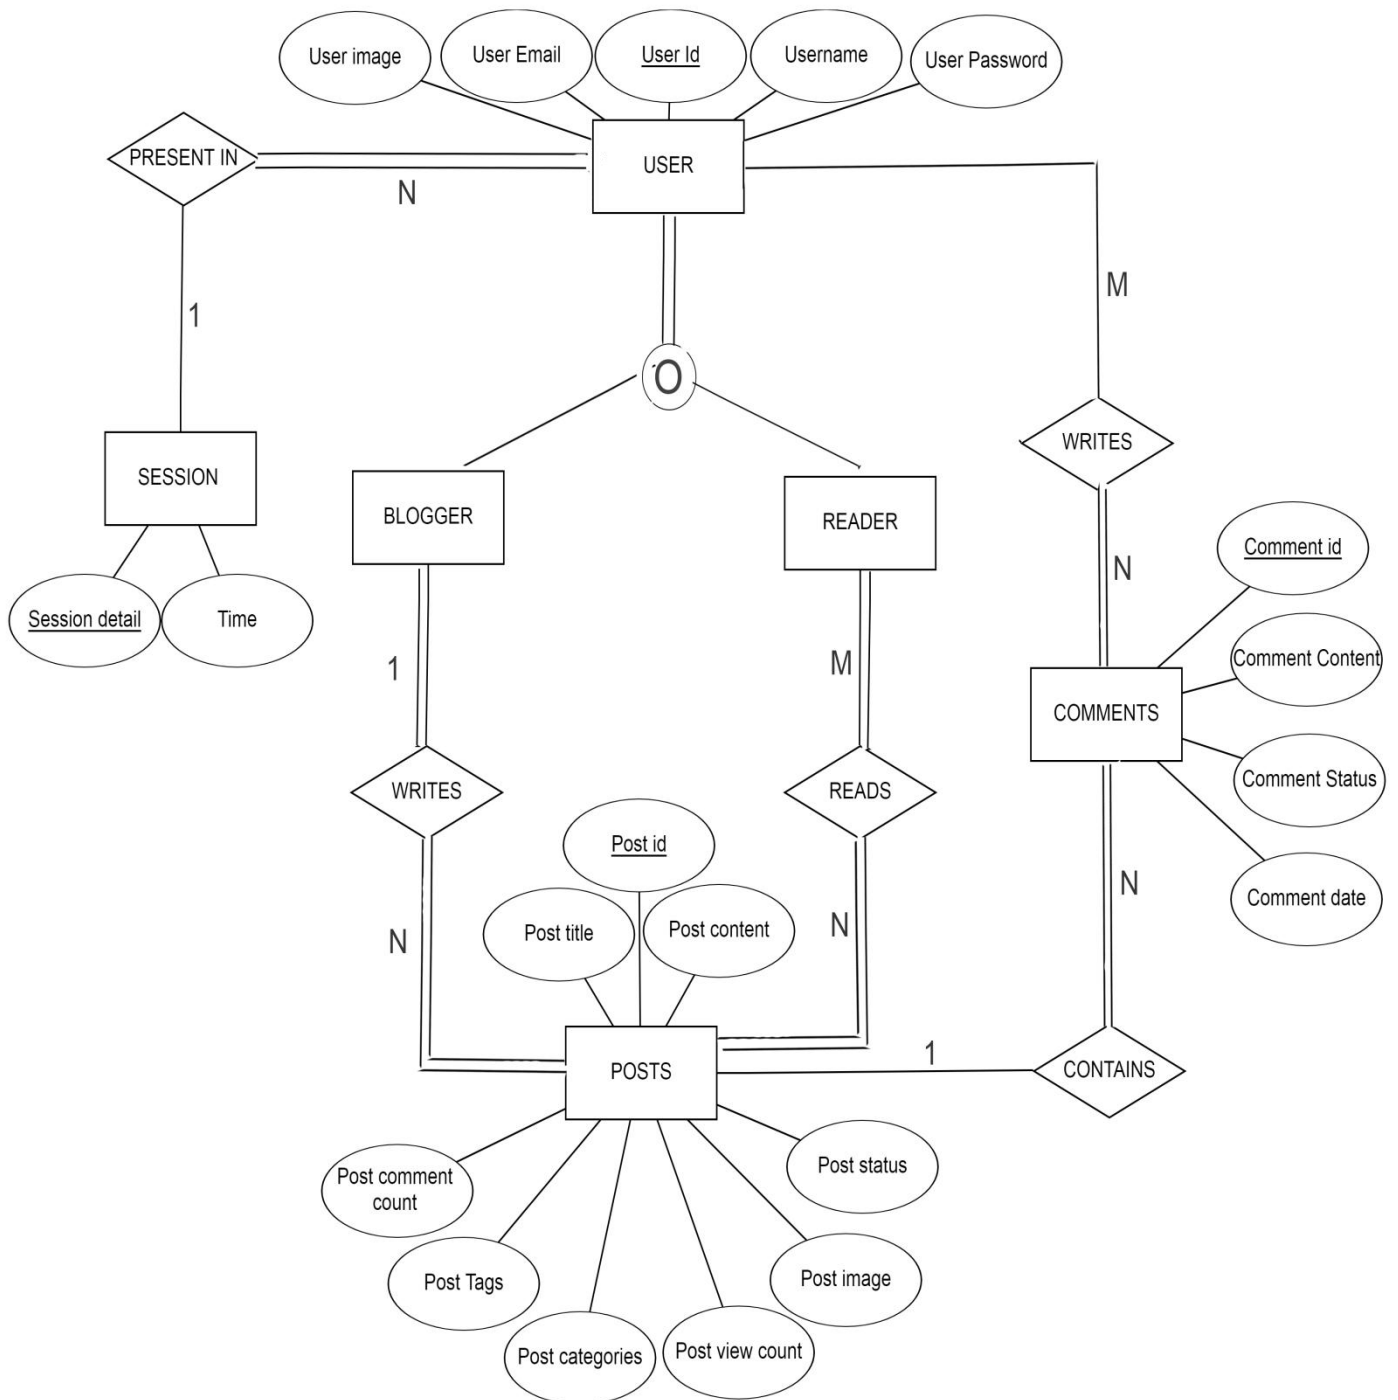 User image
User Email
User Id
Username
User Password
PRESENT IN
USER
N
1
M
O
WRITES
SESSION
BLOGGER
READER
N
Comment id
Session detail
Time
1
M
Comment Content
COMMENTS
Comment Status
WRITES
READS
Post id
N
Comment date
Post title
Post content
N
N
1
POSTS
CONTAINS
Post comment
count
Post status
Post Tags
Post image
Post categories
Post view count